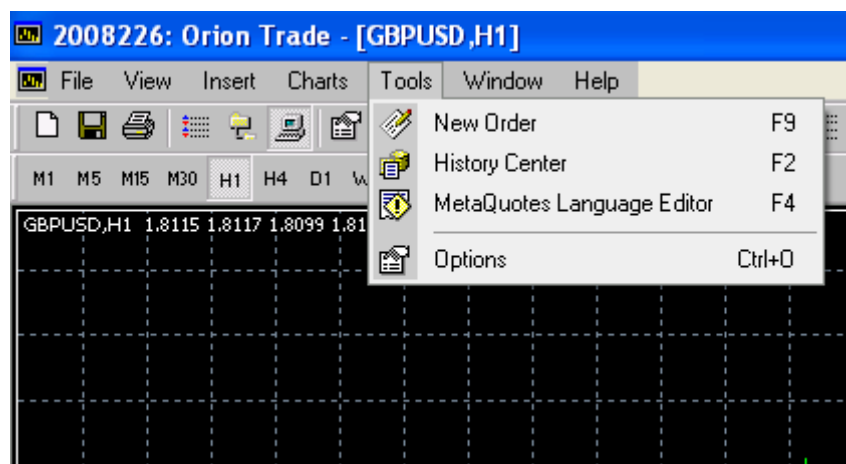 2008226: Orion Trade - [GBPUSD,H1]
File View Insert Charts Tools Window Help
New Order F9
History Center F2
MetaQuotes Language Editor F4
Options Ctrl+O
M1 M5 M15 M30 H1 H4 D1
GBPUSD,H1 1.8115 1.8117 1.8099